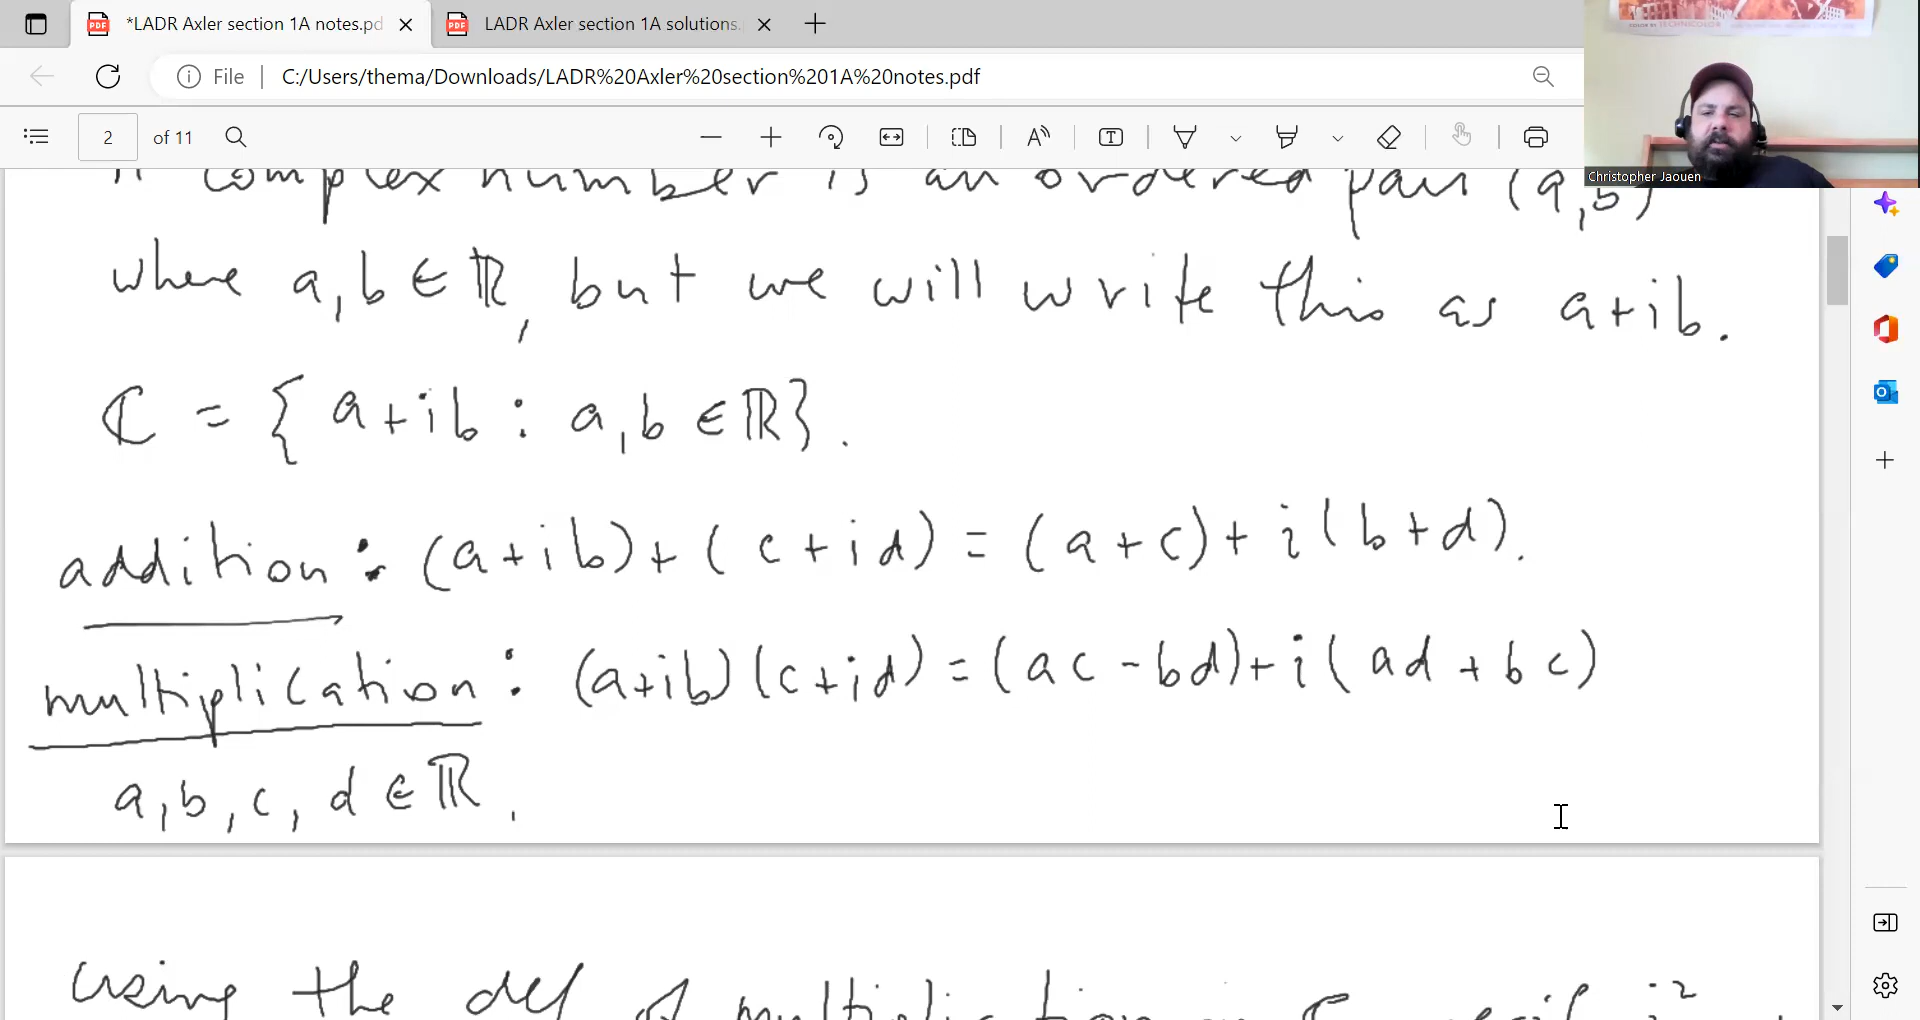 *LADR Axler section 1A notes.pd
LADR Axler section 1A solutions.
File
C:/Users/thema/Downloads/LADR%20Axler%20section%201A%20notes.pdf
2 of 11
TECHNICOLOR
Christopher Jaouen
A complex number is an ordered pair (a,b)
where a,b ∈ ℝ, but we will write this as a+ib.
ℂ = { a+ib : a,b ∈ ℝ}.
addition: (a+ib)+(c+id) = (a+c)+i(b+d).
multiplication: (a+ib)(c+id) = (ac-bd)+i(ad+bc)
a,b,c,d ∈ ℝ.
using the def of multiplication